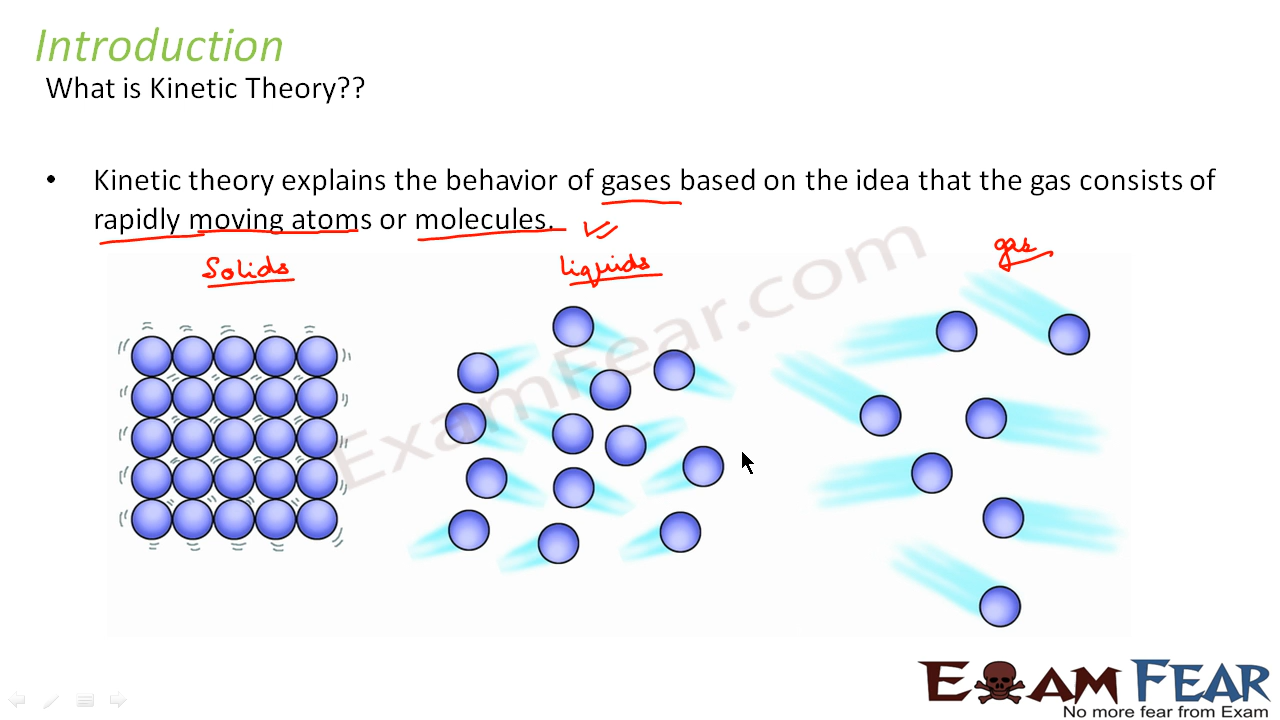 Introduction
What is Kinetic Theory??
• Kinetic theory explains the behavior of gases based on the idea that the gas consists of
rapidly moving atoms or molecules.
Solids
liquids
gas
ExamFear.com
EXAM FEAR
No more fear from Exam